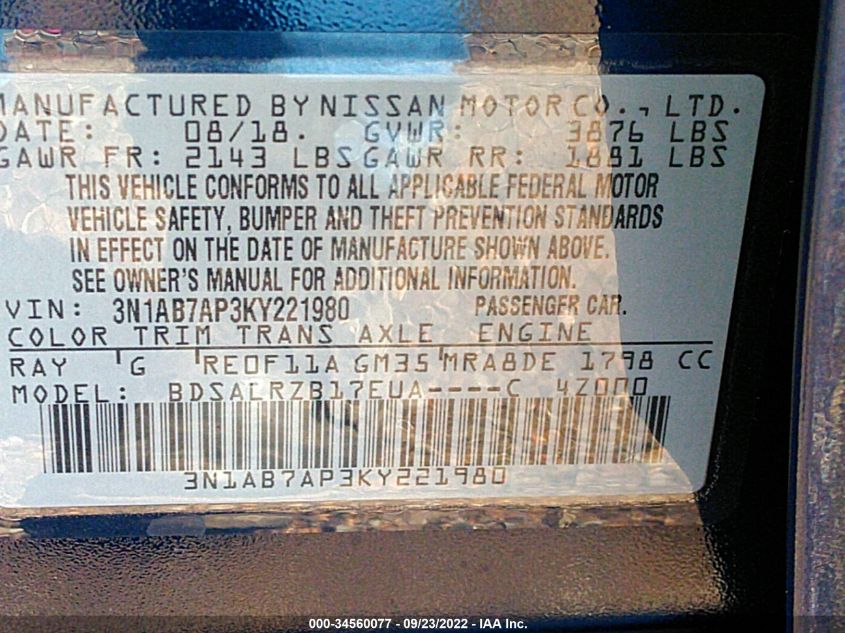 MANUFACTURED BY NISSAN MOTOR CO., LTD.
DATE: 08/18. GVWR: 3876 LBS
GAWR FR: 2143 LBS GAWR RR: 1881 LBS
THIS VEHICLE CONFORMS TO ALL APPLICABLE FEDERAL MOTOR
VEHICLE SAFETY, BUMPER AND THEFT PREVENTION STANDARDS
IN EFFECT ON THE DATE OF MANUFACTURE SHOWN ABOVE.
SEE OWNER'S MANUAL FOR ADDITIONAL INFORMATION.
VIN: 3N1AB7AP3KY221980 PASSENGER CAR.
COLOR TRIM TRANS AXLE ENGINE
RAY G RE0F11A GM35 MRA8DE 1798 CC
MODEL: BDSALRZB17EUA----C 4Z000
3N1AB7AP3KY221980
000-34560077 - 09/23/2022 - IAA Inc.